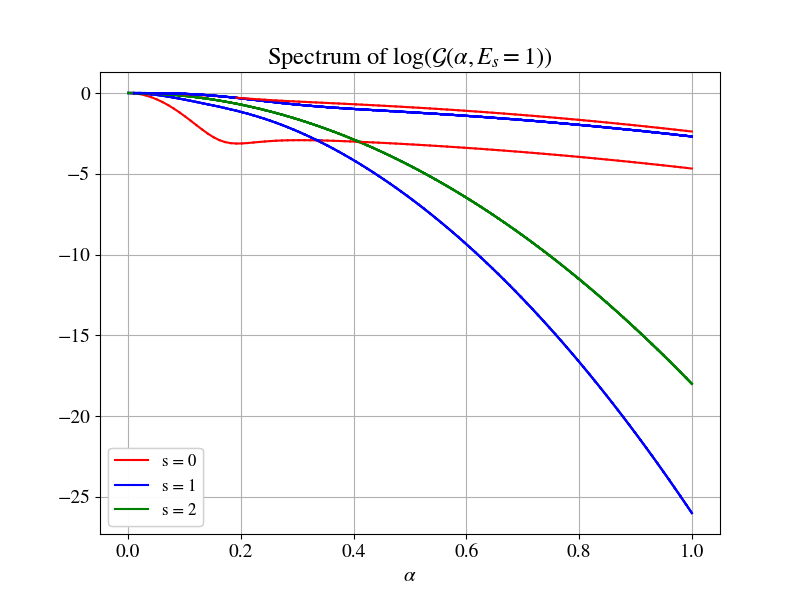 Spectrum of log(𝒢(α, E_s = 1))
0
−5
−10
−15
−20
−25
s = 0
s = 1
s = 2
0.0 0.2 0.4 0.6 0.8 1.0
α